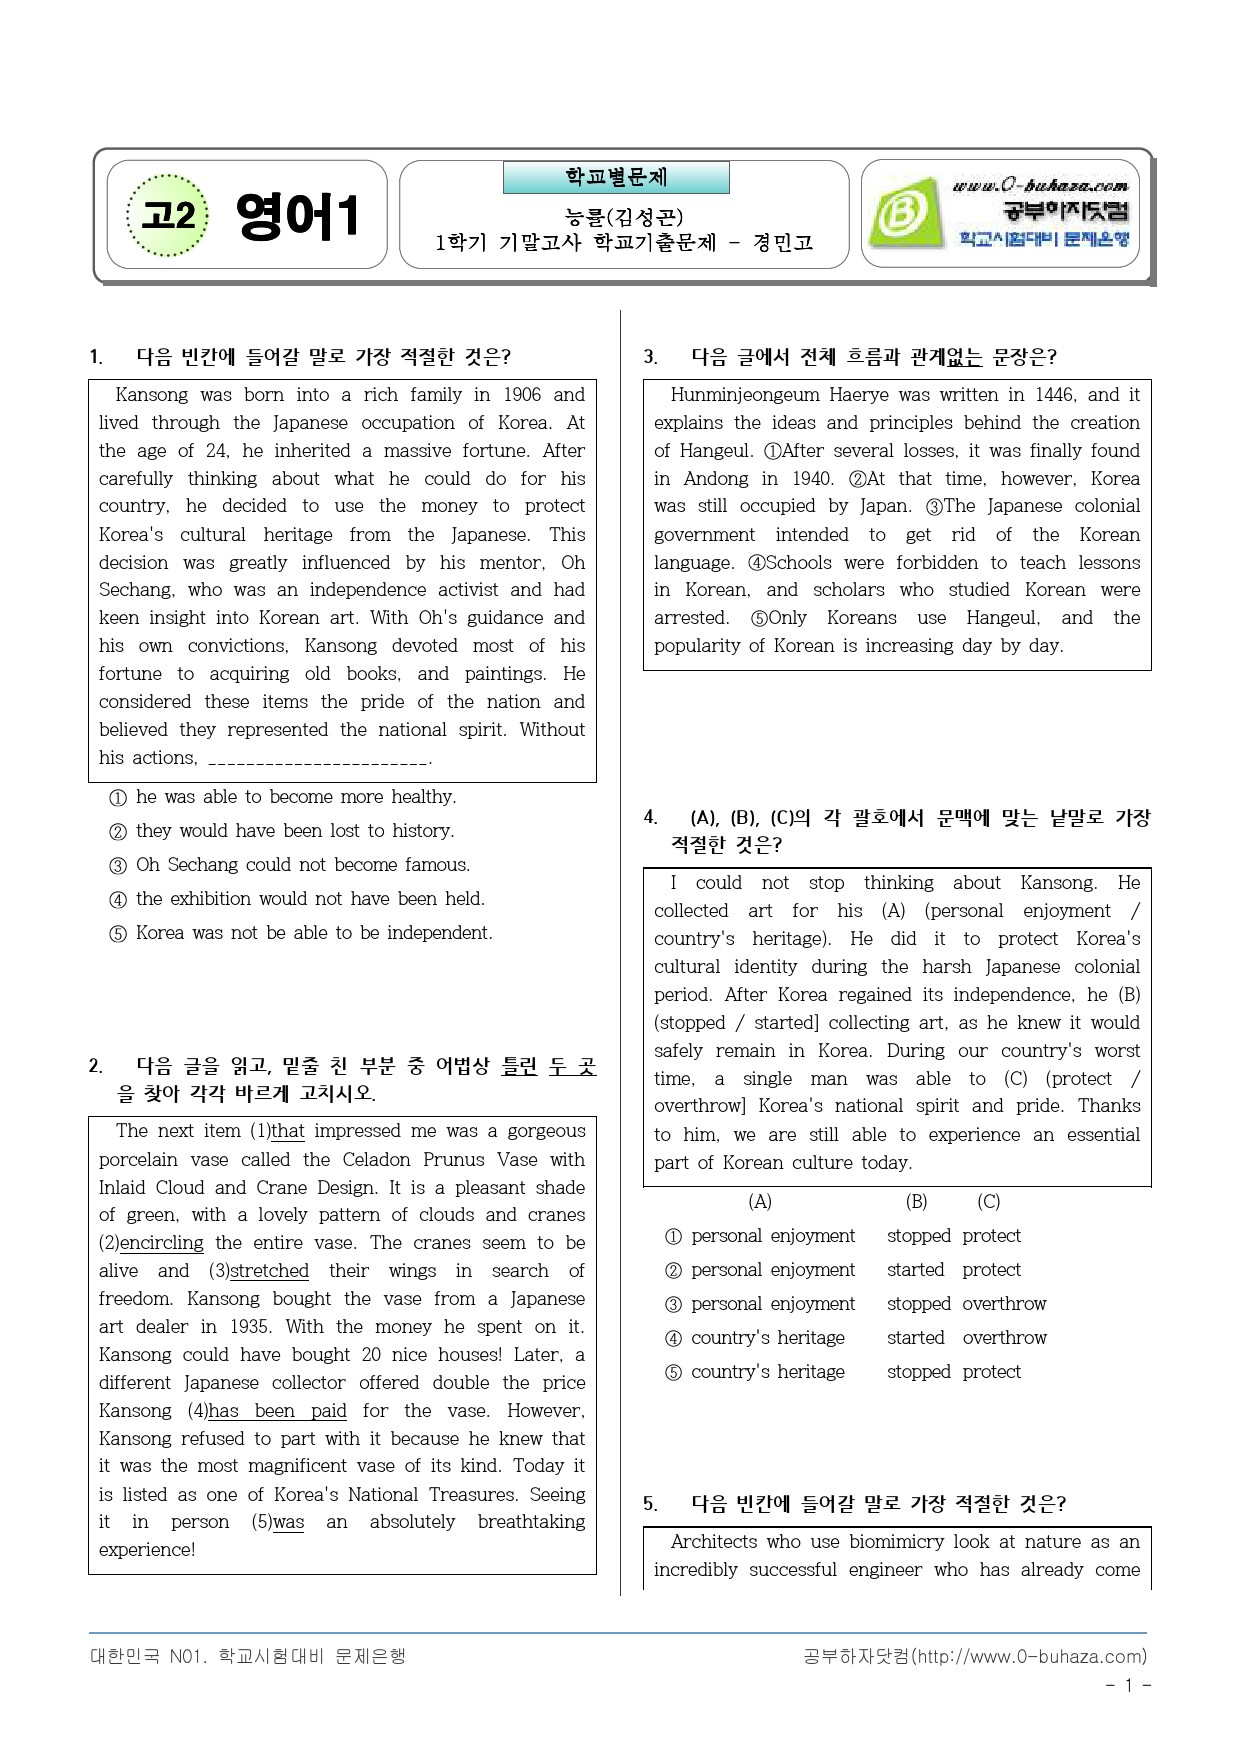 고2 영어1
학교별문제
능률(김성곤)
1학기 기말고사 학교기출문제 - 경민고
www.0-buhaza.com
공부하자닷컴
학교시험대비 문제은행
1. 다음 빈칸에 들어갈 말로 가장 적절한 것은?
Kansong was born into a rich family in 1906 and
lived through the Japanese occupation of Korea. At
the age of 24, he inherited a massive fortune. After
carefully thinking about what he could do for his
country, he decided to use the money to protect
Korea's cultural heritage from the Japanese. This
decision was greatly influenced by his mentor, Oh
Sechang, who was an independence activist and had
keen insight into Korean art. With Oh's guidance and
his own convictions, Kansong devoted most of his
fortune to acquiring old books, and paintings. He
considered these items the pride of the nation and
believed they represented the national spirit. Without
his actions, _______________________.
① he was able to become more healthy.
② they would have been lost to history.
③ Oh Sechang could not become famous.
④ the exhibition would not have been held.
⑤ Korea was not be able to be independent.
2. 다음 글을 읽고, 밑줄 친 부분 중 어법상 틀린 두 곳
을 찾아 각각 바르게 고치시오.
The next item (1)that impressed me was a gorgeous
porcelain vase called the Celadon Prunus Vase with
Inlaid Cloud and Crane Design. It is a pleasant shade
of green, with a lovely pattern of clouds and cranes
(2)encircling the entire vase. The cranes seem to be
alive and (3)stretched their wings in search of
freedom. Kansong bought the vase from a Japanese
art dealer in 1935. With the money he spent on it.
Kansong could have bought 20 nice houses! Later, a
different Japanese collector offered double the price
Kansong (4)has been paid for the vase. However,
Kansong refused to part with it because he knew that
it was the most magnificent vase of its kind. Today it
is listed as one of Korea's National Treasures. Seeing
it in person (5)was an absolutely breathtaking
experience!
3. 다음 글에서 전체 흐름과 관계없는 문장은?
Hunminjeongeum Haerye was written in 1446, and it
explains the ideas and principles behind the creation
of Hangeul. ①After several losses, it was finally found
in Andong in 1940. ②At that time, however, Korea
was still occupied by Japan. ③The Japanese colonial
government intended to get rid of the Korean
language. ④Schools were forbidden to teach lessons
in Korean, and scholars who studied Korean were
arrested. ⑤Only Koreans use Hangeul, and the
popularity of Korean is increasing day by day.
4. (A), (B), (C)의 각 괄호에서 문맥에 맞는 낱말로 가장
적절한 것은?
I could not stop thinking about Kansong. He
collected art for his (A) (personal enjoyment /
country's heritage). He did it to protect Korea's
cultural identity during the harsh Japanese colonial
period. After Korea regained its independence, he (B)
(stopped / started] collecting art, as he knew it would
safely remain in Korea. During our country's worst
time, a single man was able to (C) (protect /
overthrow] Korea's national spirit and pride. Thanks
to him, we are still able to experience an essential
part of Korean culture today.
(A) (B) (C)
① personal enjoyment stopped protect
② personal enjoyment started protect
③ personal enjoyment stopped overthrow
④ country's heritage started overthrow
⑤ country's heritage stopped protect
5. 다음 빈칸에 들어갈 말로 가장 적절한 것은?
Architects who use biomimicry look at nature as an
incredibly successful engineer who has already come
대한민국 N01. 학교시험대비 문제은행
공부하자닷컴(http://www.0-buhaza.com)
- 1 -